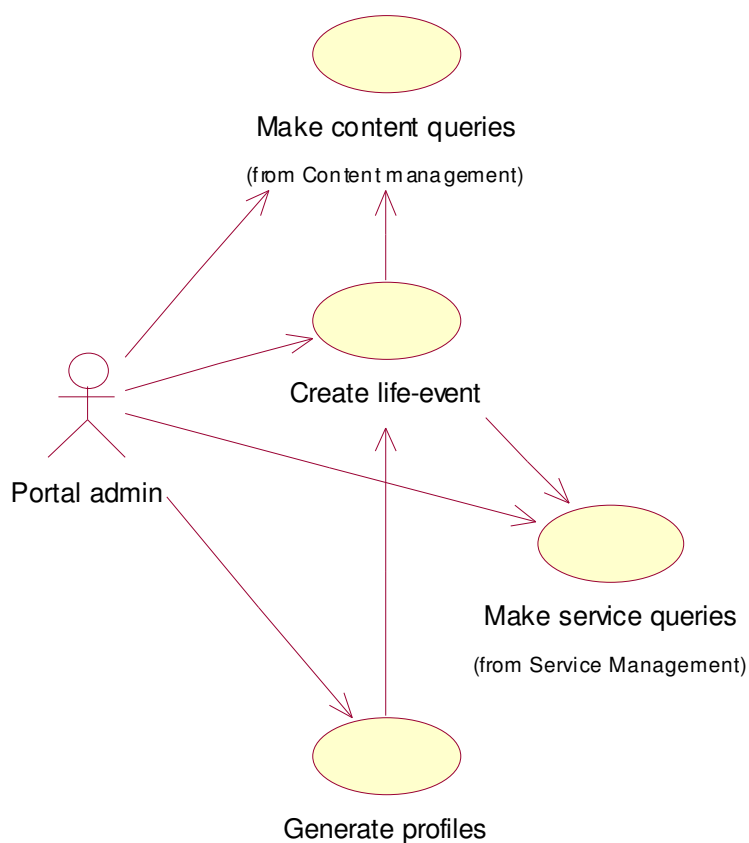 Make content queries
(from Content management)
Create life-event
Portal admin
Make service queries
(from Service Management)
Generate profiles